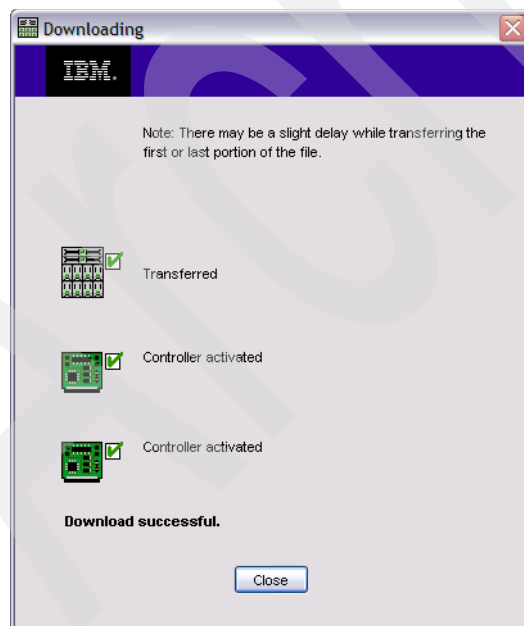 Downloading
IBM.
Note: There may be a slight delay while transferring the
first or last portion of the file.
Transferred
Controller activated
Controller activated
Download successful.
Close